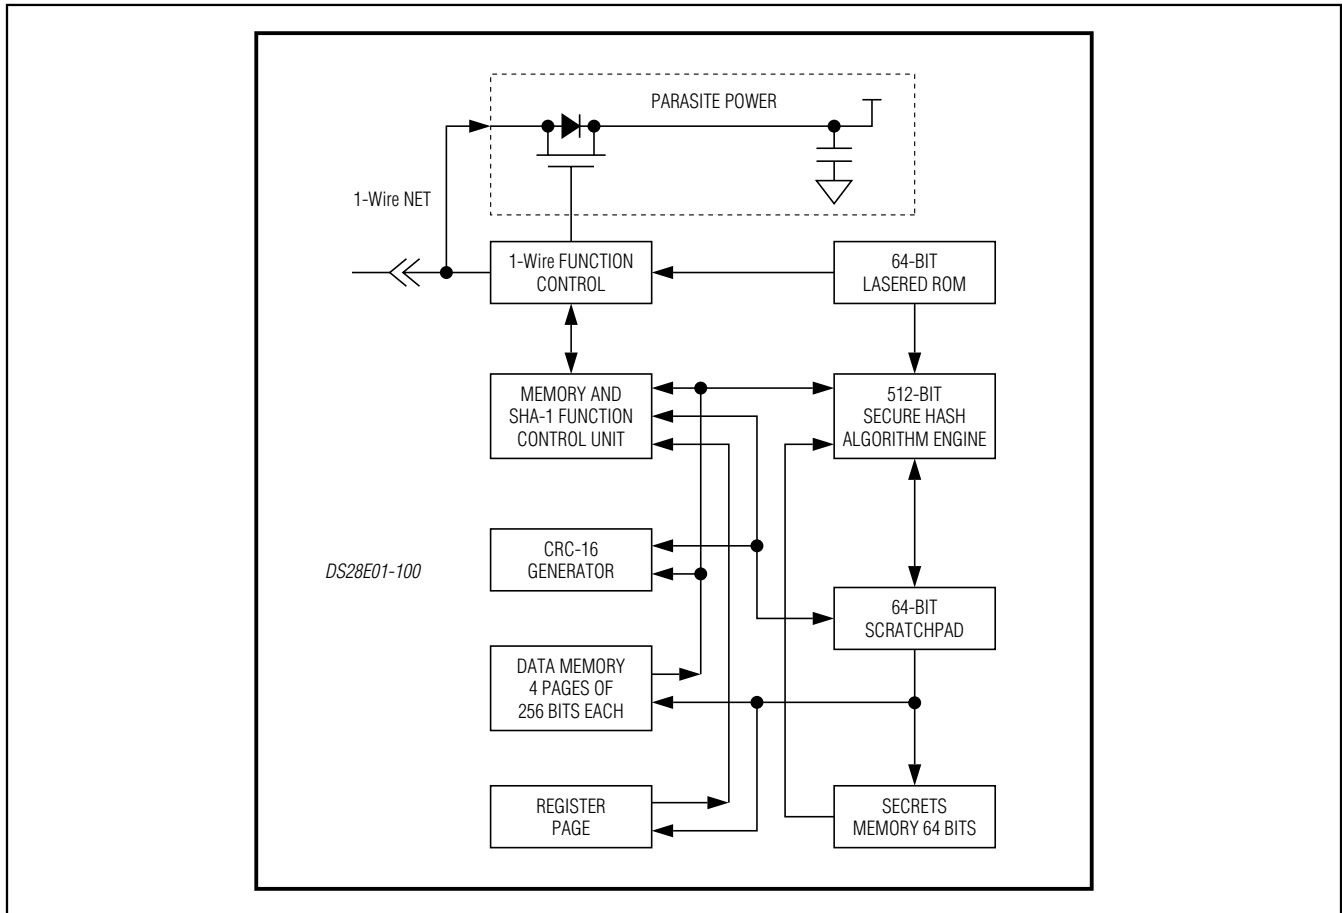 PARASITE POWER
1-Wire NET
1-Wire FUNCTION
CONTROL
64-BIT
LASERED ROM
MEMORY AND
SHA-1 FUNCTION
CONTROL UNIT
512-BIT
SECURE HASH
ALGORITHM ENGINE
CRC-16
GENERATOR
DS28E01-100
64-BIT
SCRATCHPAD
DATA MEMORY
4 PAGES OF
256 BITS EACH
REGISTER
PAGE
SECRETS
MEMORY 64 BITS